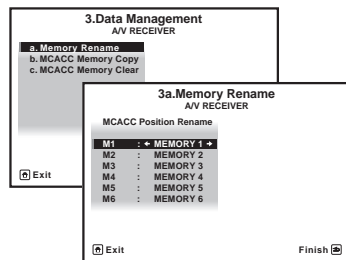 3.Data Management
A/V RECEIVER
a. Memory Rename
b. MCACC Memory Copy
c. MCACC Memory Clear
Exit
3a.Memory Rename
A/V RECEIVER
MCACC Position Rename
M1 : ← MEMORY 1 →
M2 : MEMORY 2
M3 : MEMORY 3
M4 : MEMORY 4
M5 : MEMORY 5
M6 : MEMORY 6
Exit Finish